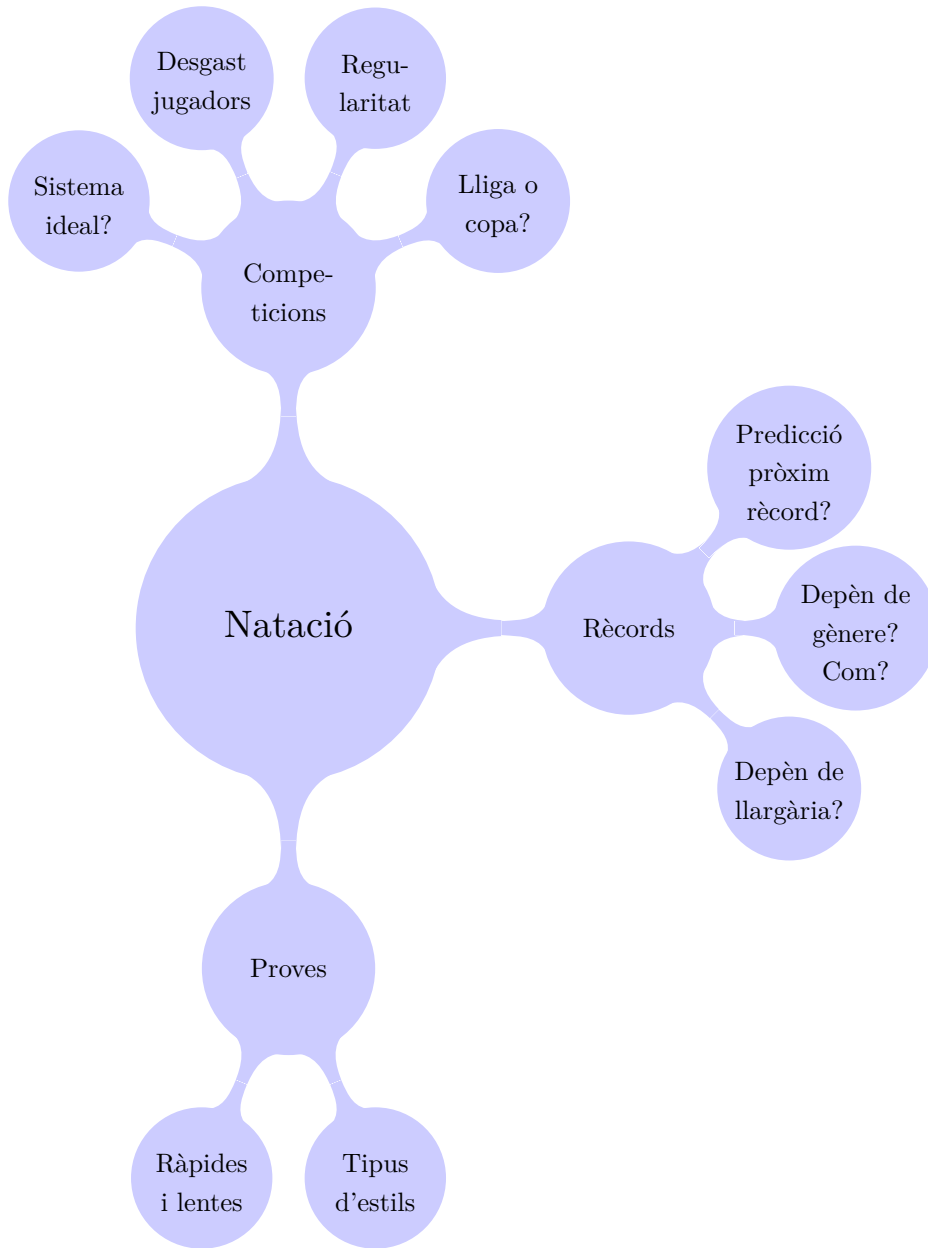 Desgast
jugadors
Regu-
laritat
Sistema
ideal?
Lliga o
copa?
Compe-
ticions
Predicció
pròxim
rècord?
Natació
Rècords
Depèn de
gènere?
Com?
Depèn de
llargària?
Proves
Ràpides
i lentes
Tipus
d'estils